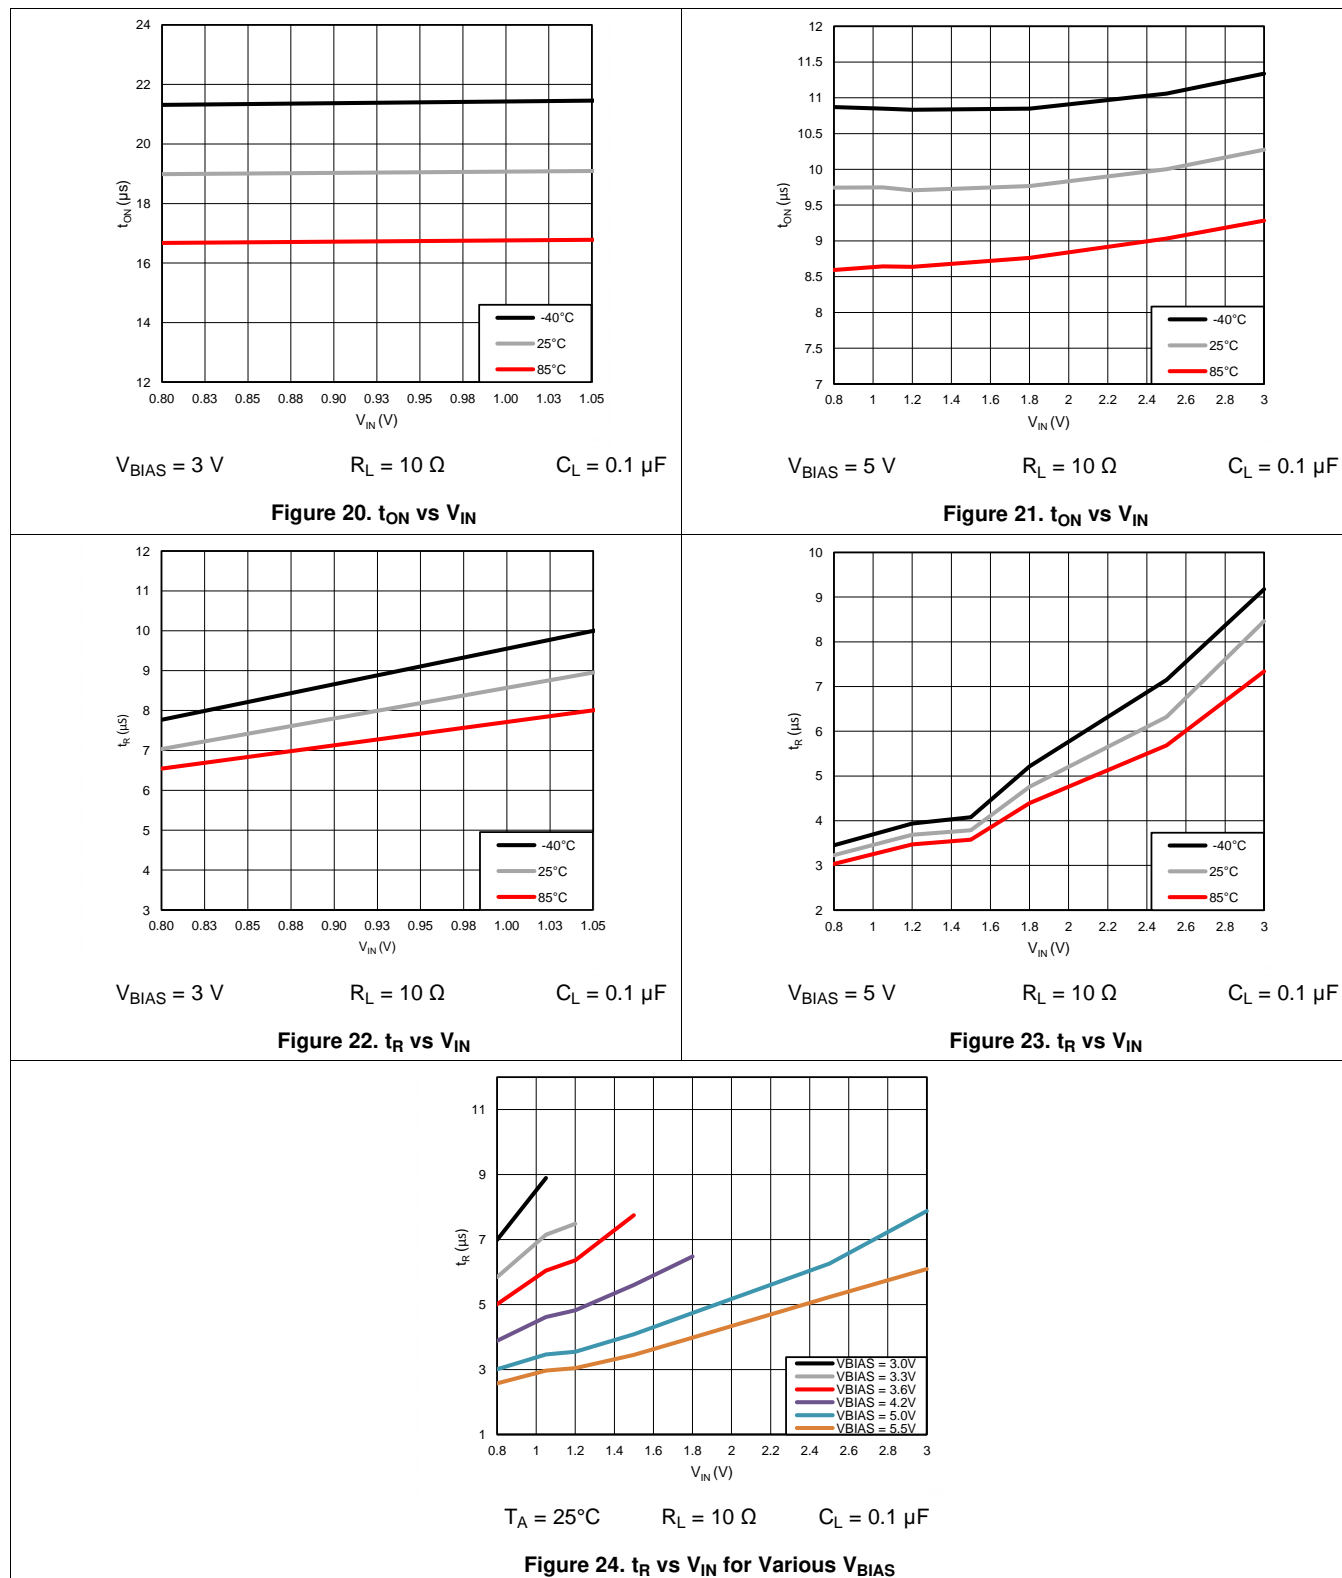 24
22
20
18
16
14
12
t_ON (µs)
0.80 0.83 0.85 0.88 0.90 0.93 0.95 0.98 1.00 1.03 1.05
V_IN (V)
-40°C
25°C
85°C
V_BIAS = 3 V R_L = 10 Ω C_L = 0.1 µF
Figure 20. t_ON vs V_IN
12
11.5
11
10.5
10
9.5
9
8.5
8
7.5
7
t_ON (µs)
0.8 1 1.2 1.4 1.6 1.8 2 2.2 2.4 2.6 2.8 3
V_IN (V)
-40°C
25°C
85°C
V_BIAS = 5 V R_L = 10 Ω C_L = 0.1 µF
Figure 21. t_ON vs V_IN
12
11
10
9
8
7
6
5
4
3
t_R (µs)
0.80 0.83 0.85 0.88 0.90 0.93 0.95 0.98 1.00 1.03 1.05
V_IN (V)
-40°C
25°C
85°C
V_BIAS = 3 V R_L = 10 Ω C_L = 0.1 µF
Figure 22. t_R vs V_IN
10
9
8
7
6
5
4
3
2
t_R (µs)
0.8 1 1.2 1.4 1.6 1.8 2 2.2 2.4 2.6 2.8 3
V_IN (V)
-40°C
25°C
85°C
V_BIAS = 5 V R_L = 10 Ω C_L = 0.1 µF
Figure 23. t_R vs V_IN
11
9
7
5
3
1
t_R (µs)
0.8 1 1.2 1.4 1.6 1.8 2 2.2 2.4 2.6 2.8 3
V_IN (V)
VBIAS = 3.0V
VBIAS = 3.3V
VBIAS = 3.6V
VBIAS = 4.2V
VBIAS = 5.0V
VBIAS = 5.5V
T_A = 25°C R_L = 10 Ω C_L = 0.1 µF
Figure 24. t_R vs V_IN for Various V_BIAS